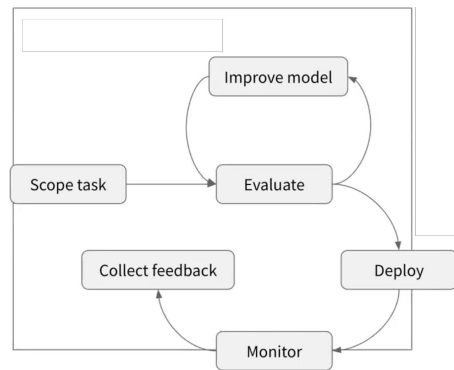 Improve model
Scope task
Evaluate
Collect feedback
Deploy
Monitor